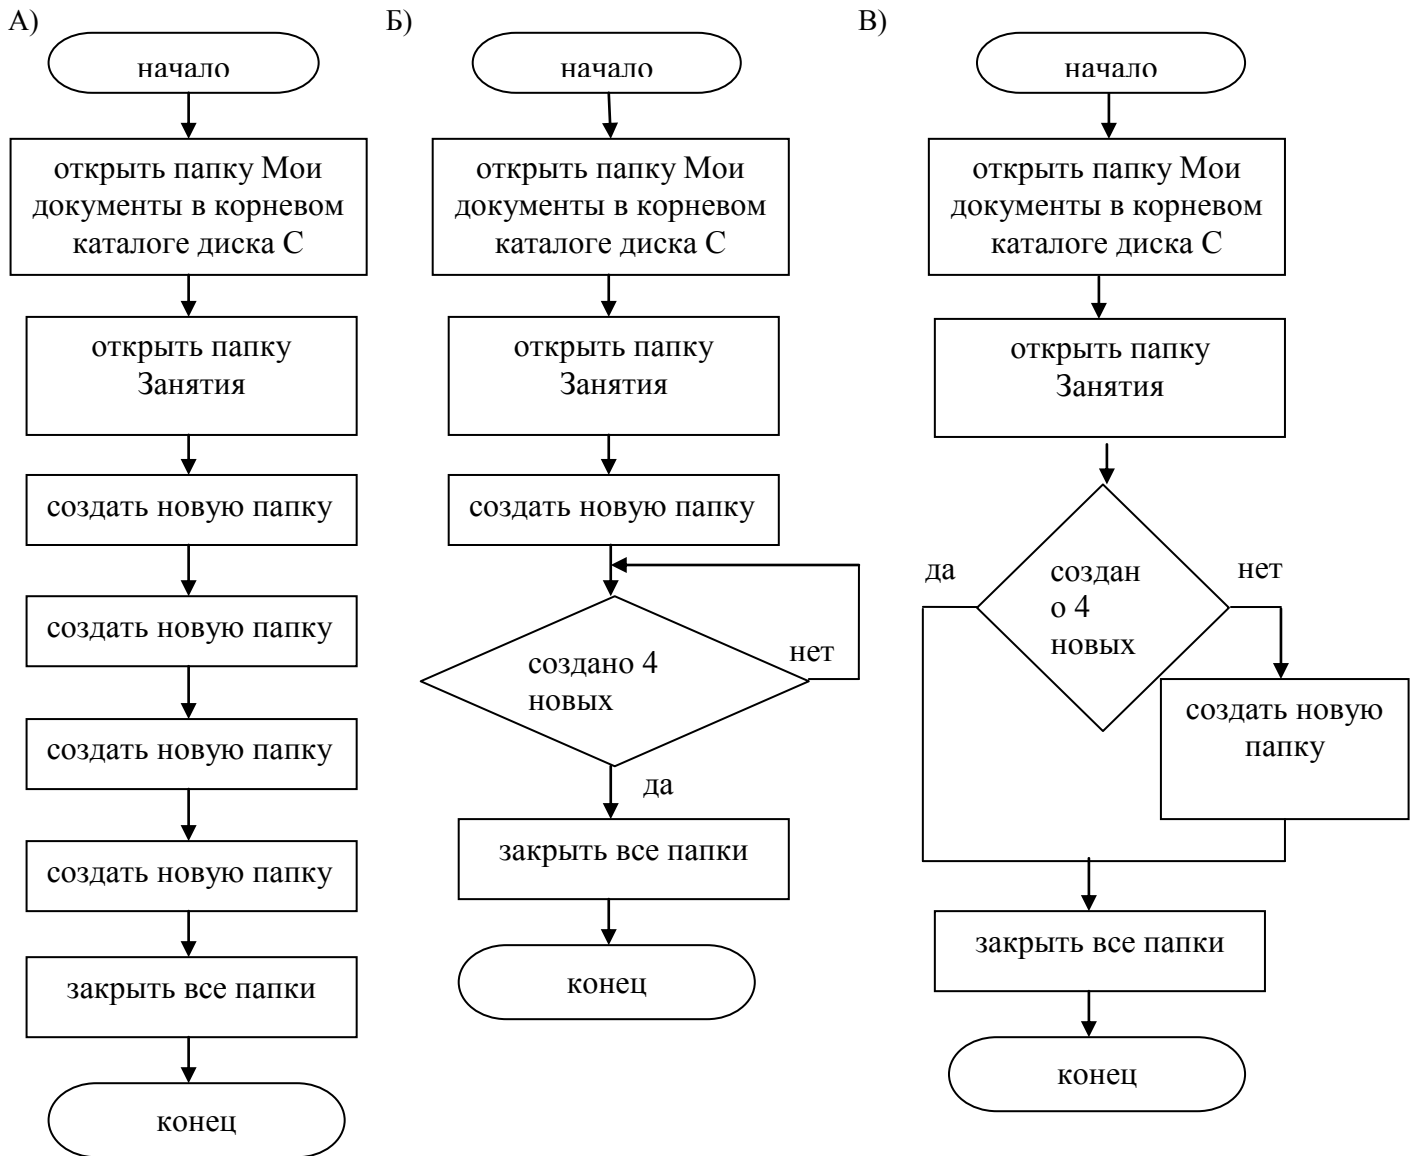 А)
начало
открыть папку Мои
документы в корневом
каталоге диска С
открыть папку
Занятия
создать новую папку
создать новую папку
создать новую папку
создать новую папку
закрыть все папки
конец
Б)
начало
открыть папку Мои
документы в корневом
каталоге диска С
открыть папку
Занятия
создать новую папку
создано 4
новых
нет
да
закрыть все папки
конец
В)
начало
открыть папку Мои
документы в корневом
каталоге диска С
открыть папку
Занятия
да
создан
о 4
новых
нет
создать новую
папку
закрыть все папки
конец